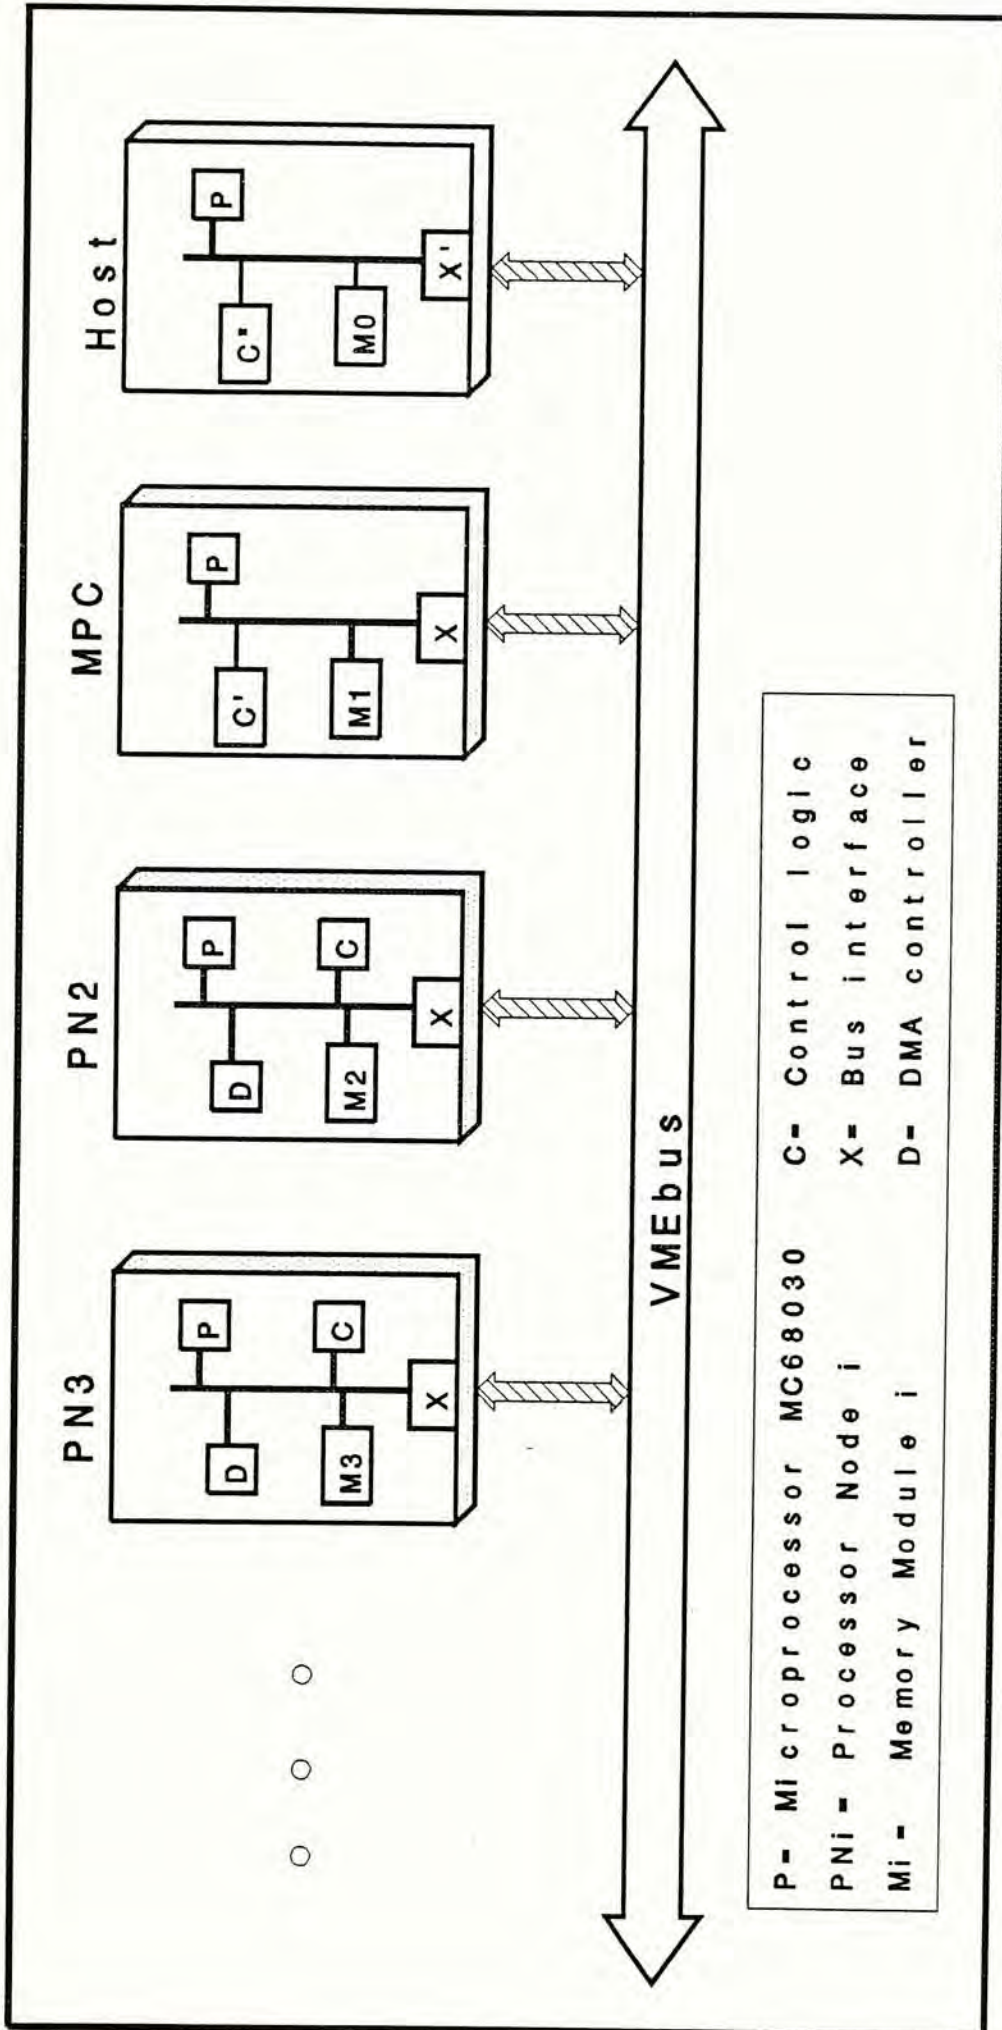 PN3
D
P
M3
C
X
PN2
D
P
M2
C
X
MPC
C'
P
M1
X
Host
C"
P
M0
X'
VMEbus
P= Microprocessor MC68030
C= Control logic
PNi= Processor Node i
X= Bus interface
Mi= Memory Module i
D= DMA controller